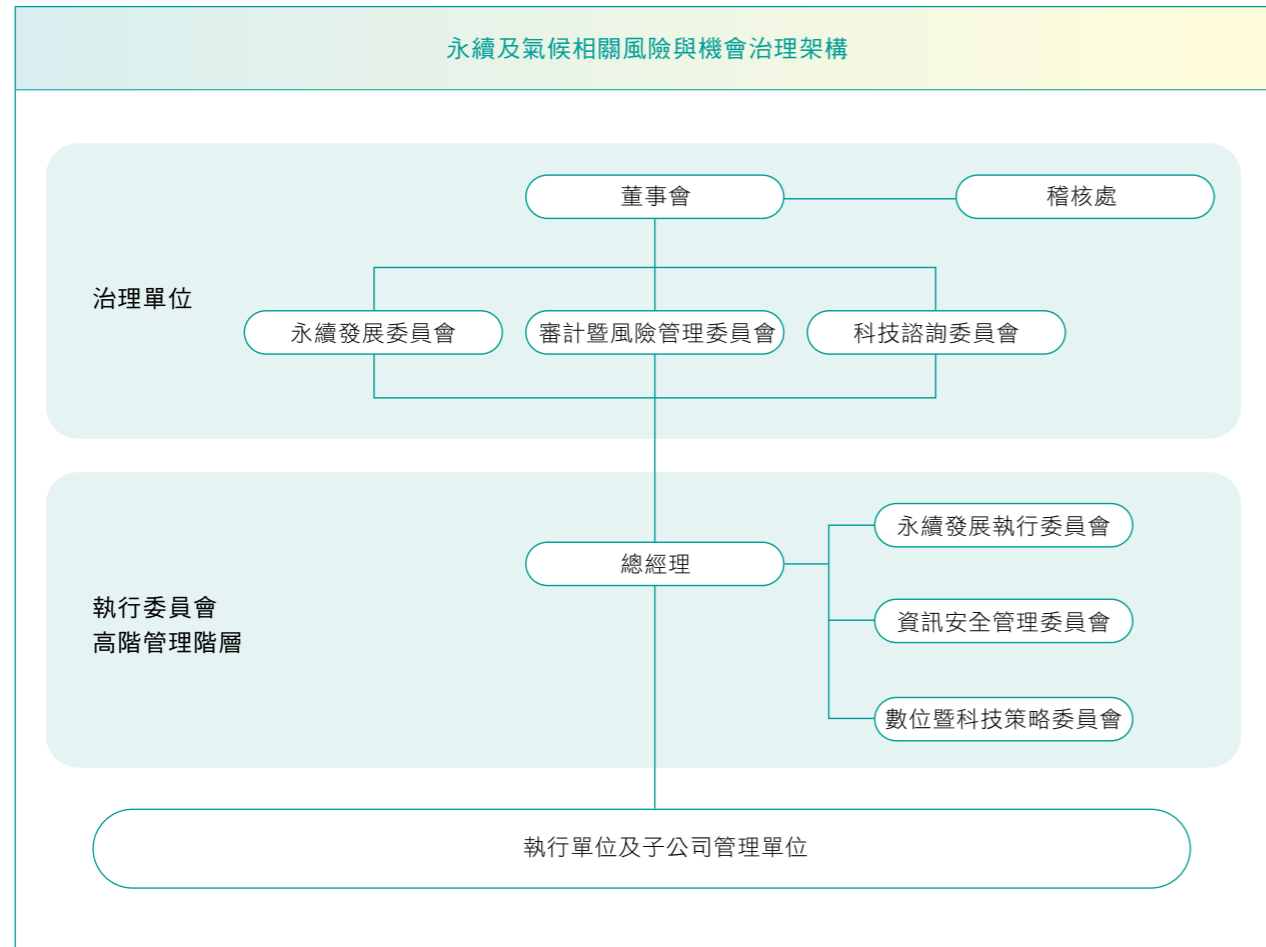 永續及氣候相關風險與機會治理架構
董事會
稽核處
治理單位
永續發展委員會
審計暨風險管理委員會
科技諮詢委員會
永續發展執行委員會
總經理
執行委員會
高階管理階層
資訊安全管理委員會
數位暨科技策略委員會
執行單位及子公司管理單位